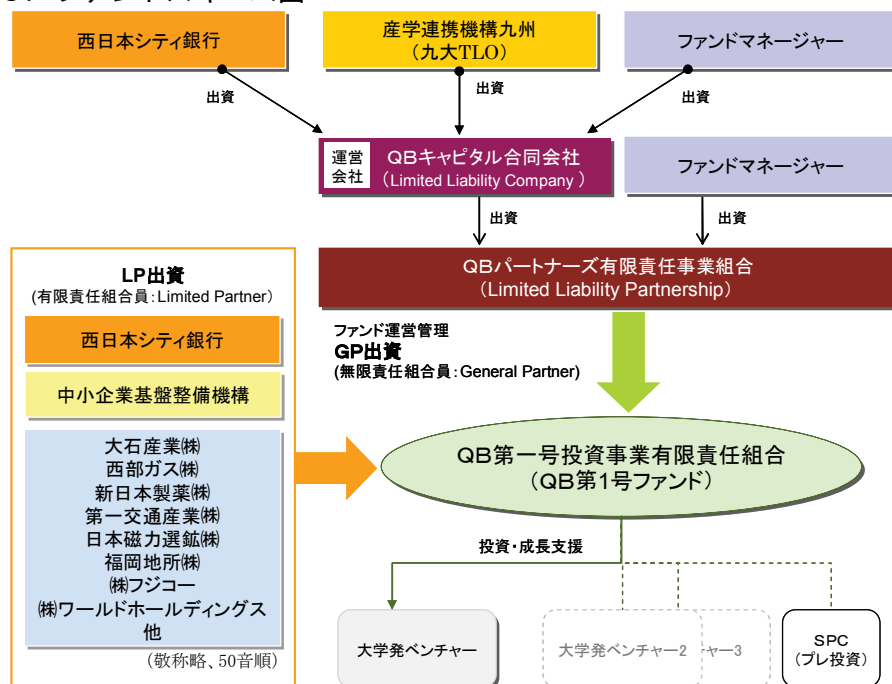 西日本シティ銀行
産学連携機構九州
（九大TLO）
ファンドマネージャー
出資
出資
出資
運営
会社
QBキャピタル合同会社
（Limited Liability Company ）
ファンドマネージャー
出資
出資
QBパートナーズ有限責任事業組合
（Limited Liability Partnership）
LP出資
(有限責任組合員：Limited Partner）
西日本シティ銀行
中小企業基盤整備機構
大石産業㈱
西部ガス㈱
新日本製薬㈱
第一交通産業㈱
日本磁力選鉱㈱
福岡地所㈱
㈱フジコー
㈱ワールドホールディングス
他
（敬称略、50音順）
ファンド運営管理
GP出資
(無限責任組合員：General Partner)
QB第一号投資事業有限責任組合
（QB第1号ファンド）
投資・成長支援
大学発ベンチャー
大学発ベンチャー2
ャー3
SPC
（プレ投資）